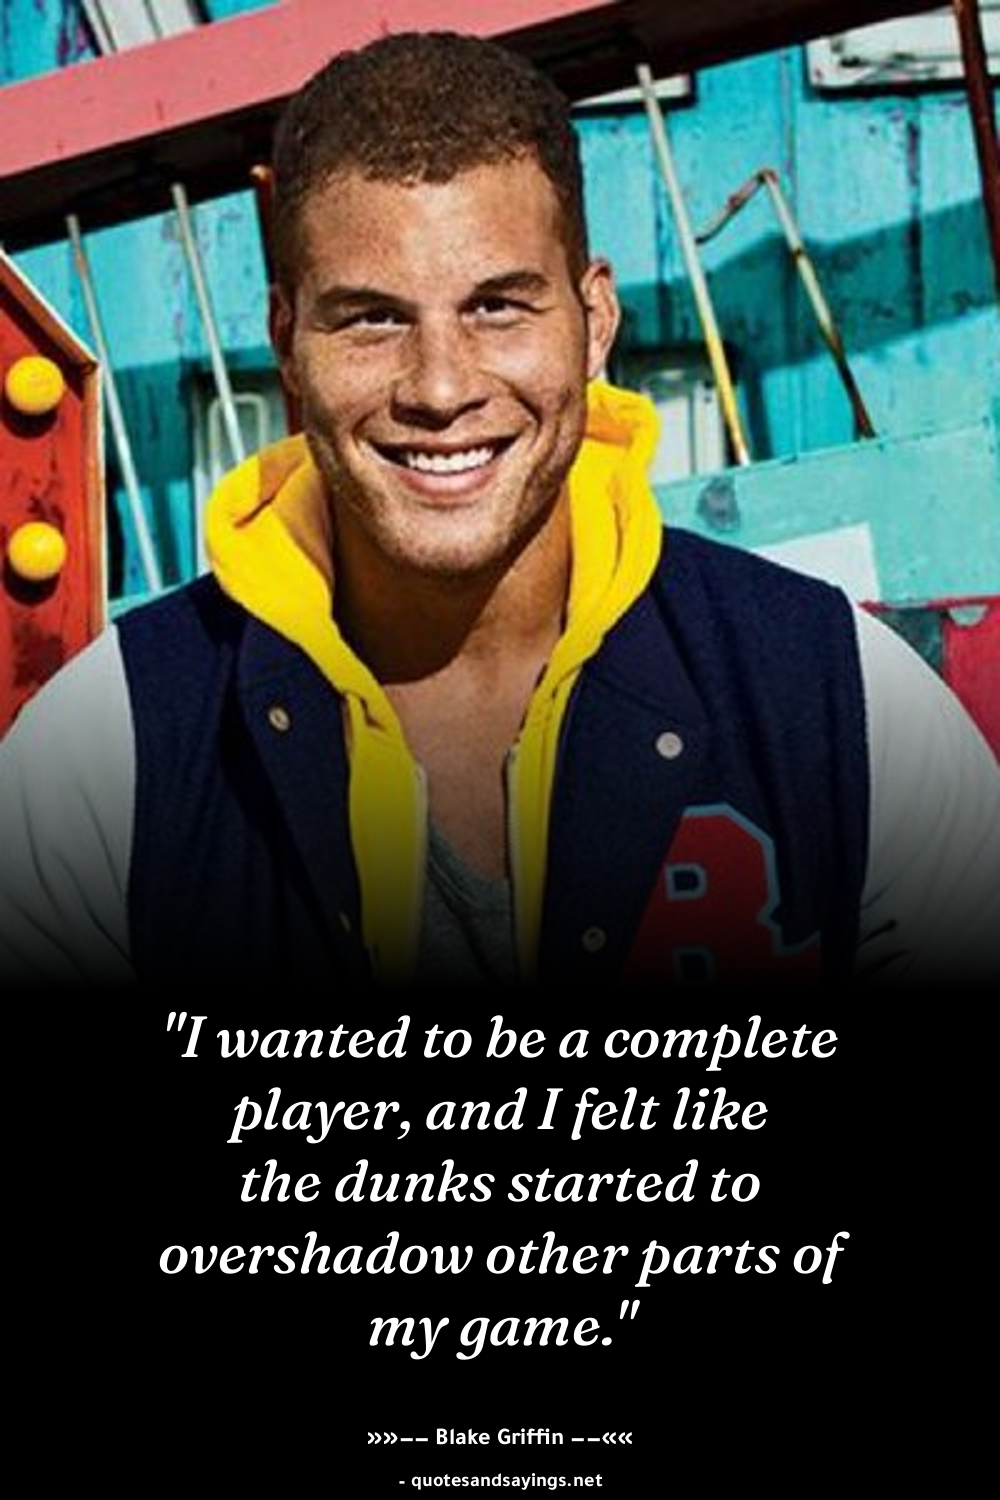 R
"I wanted to be a complete
player, and I felt like
the dunks started to
overshadow other parts of
my game."
»»−− Blake Griffin −−««
- quotesandsayings.net